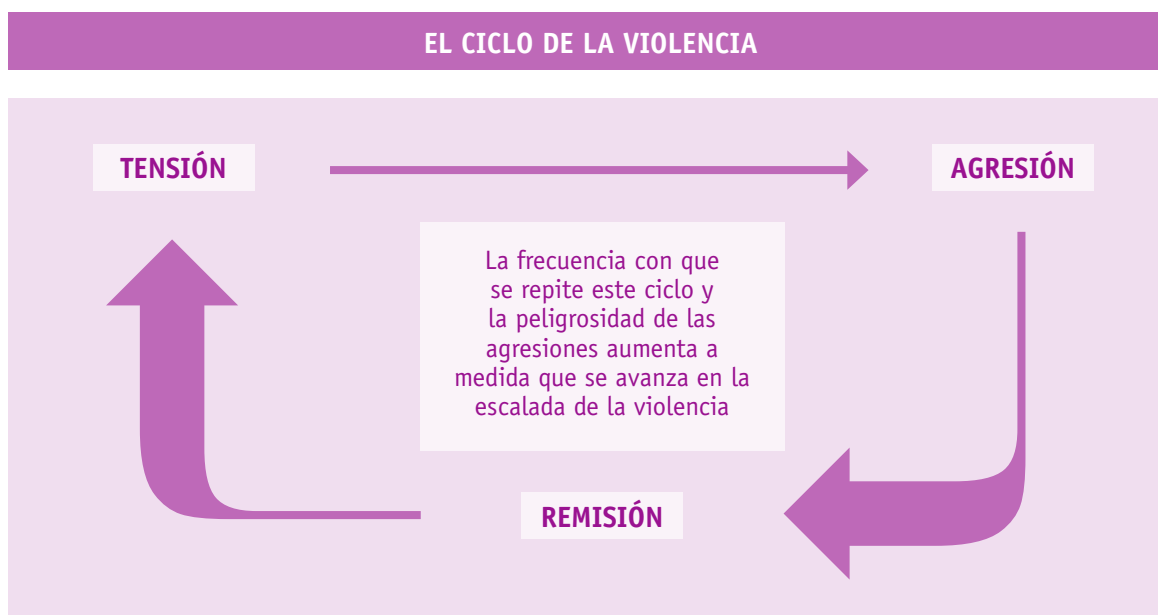 EL CICLO DE LA VIOLENCIA
TENSIÓN
AGRESIÓN
La frecuencia con que
se repite este ciclo y
la peligrosidad de las
agresiones aumenta a
medida que se avanza en la
escalada de la violencia
REMISIÓN